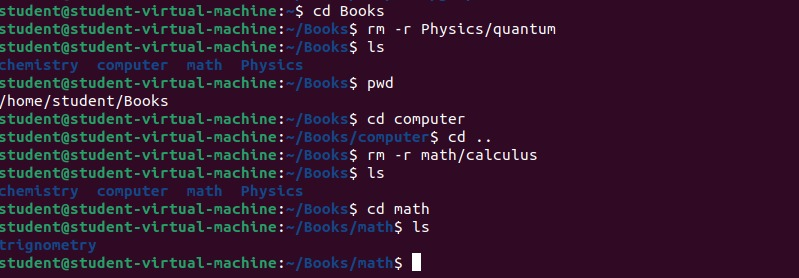 student@student-virtual-machine:~$ cd Books
student@student-virtual-machine:~/Books$ rm -r Physics/quantum
student@student-virtual-machine:~/Books$ ls
chemistry  computer  math  Physics
student@student-virtual-machine:~/Books$ pwd
/home/student/Books
student@student-virtual-machine:~/Books$ cd computer
student@student-virtual-machine:~/Books/computer$ cd ..
student@student-virtual-machine:~/Books$ rm -r math/calculus
student@student-virtual-machine:~/Books$ ls
chemistry  computer  math  Physics
student@student-virtual-machine:~/Books$ cd math
student@student-virtual-machine:~/Books/math$ ls
trignometry
student@student-virtual-machine:~/Books/math$